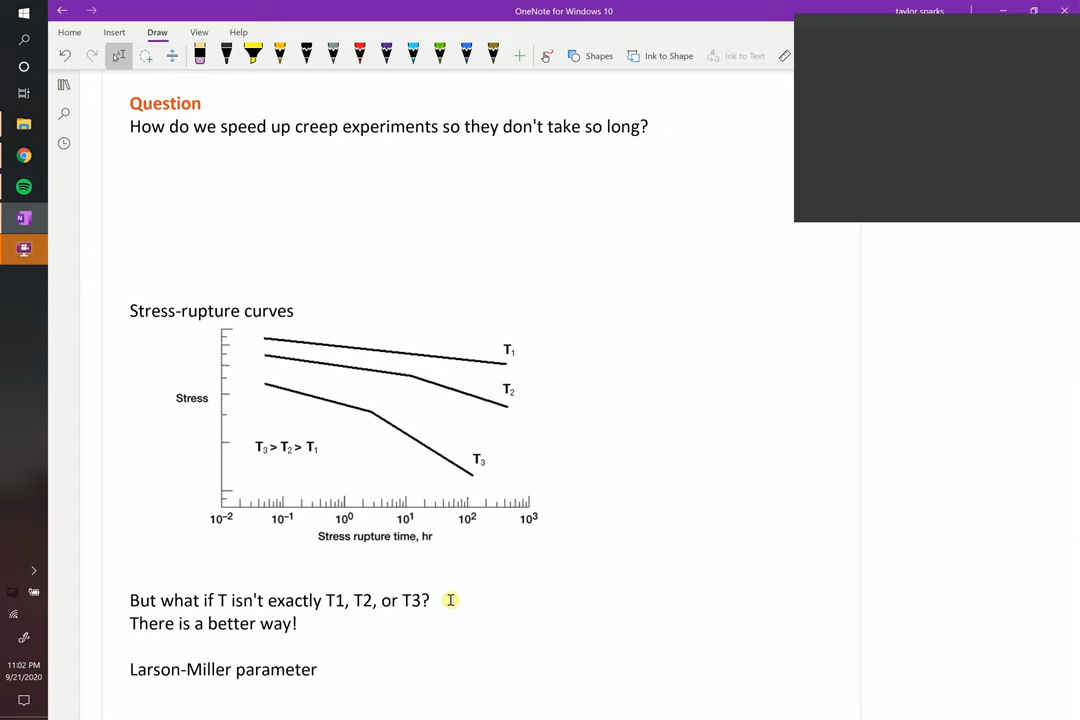 OneNote for Windows 10
taylor sparks
Home Insert Draw View Help
Shapes Ink to Shape Ink to Text
Question
How do we speed up creep experiments so they don't take so long?
Stress-rupture curves
T1
T2
Stress
T3 > T2 > T1
T3
10⁻² 10⁻¹ 10⁰ 10¹ 10² 10³
Stress rupture time, hr
But what if T isn't exactly T1, T2, or T3?
There is a better way!
Larson-Miller parameter
11:02 PM
9/21/2020